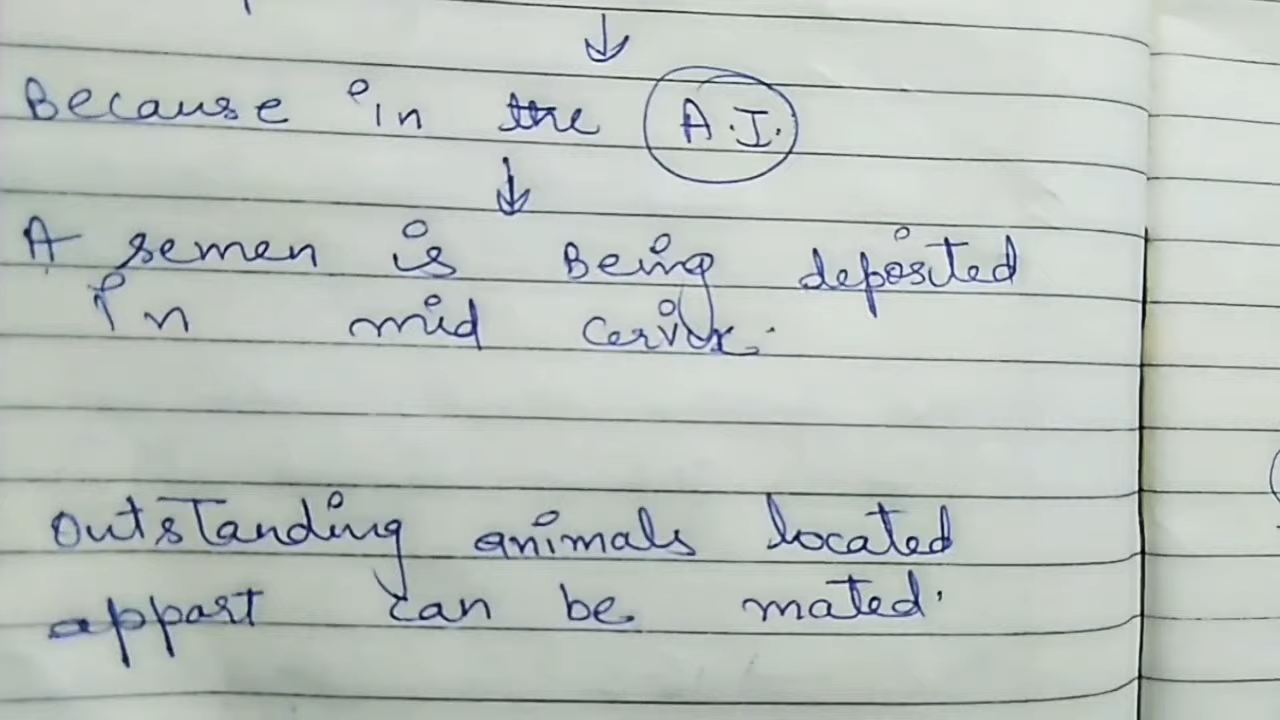 Because in the A.I.
A semen is Being deposited
in mid cervix.
Outstanding animals located
appart can be mated.